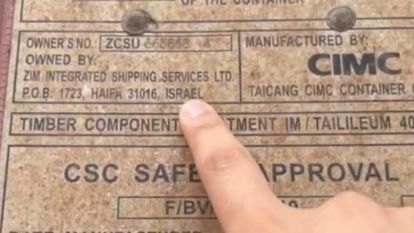 OF THE CONTAINER
OWNER'S NO. ZCSU
OWNED BY:
ZIM INTEGRATED SHIPPING SERVICES LTD
P.O.B. 1723, HAIFA 31016, ISRAEL
MANUFACTURED BY:
CIMC
TAICANG CIMC CONTAINER
TIMBER COMPONENT TMENT IM / TAILILEUM 40
CSC SAFE APPROVAL
F/BV